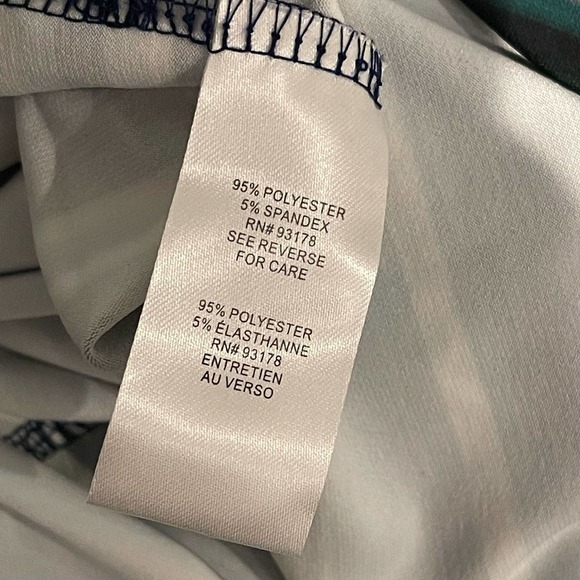 95% POLYESTER
5% SPANDEX
RN# 93178
SEE REVERSE
FOR CARE
95% POLYESTER
5% ÉLASTHANNE
RN# 93178
ENTRETIEN
AU VERSO